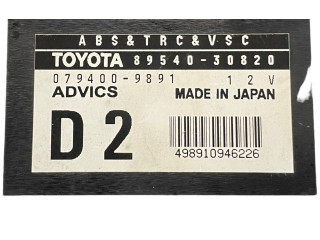 ABS&TRC&VSC
TOYOTA 89540-30820
079400-9891 12V
ADVICS MADE IN JAPAN
D2
498910946226